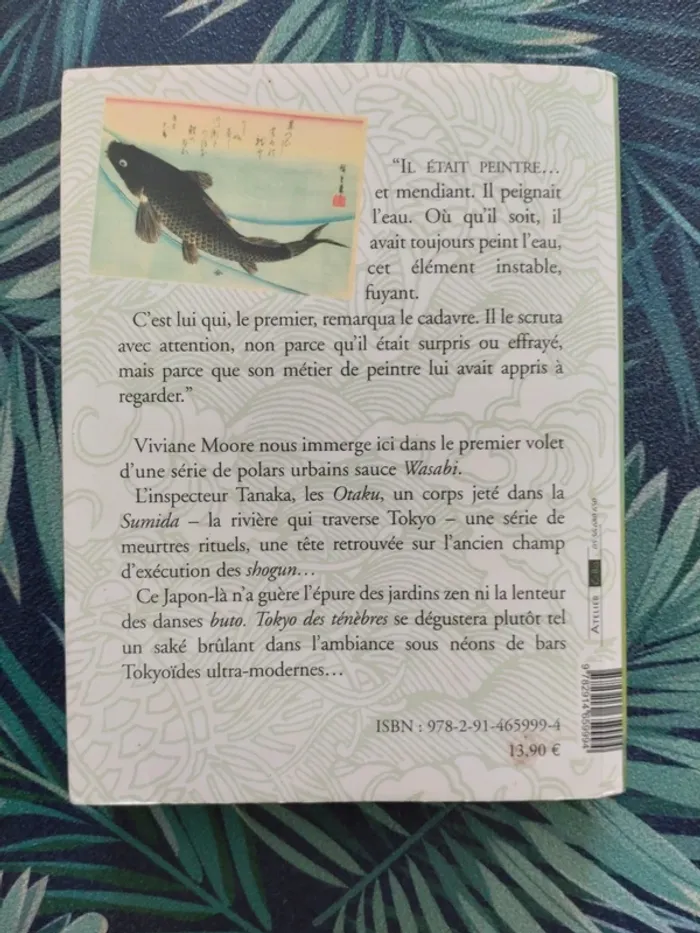 “IL ÉTAIT PEINTRE…
et mendiant. Il peignait
l’eau. Où qu’il soit, il
avait toujours peint l’eau,
cet élément instable,
fuyant.
C’est lui qui, le premier, remarqua le cadavre. Il le scruta
avec attention, non parce qu’il était surpris ou effrayé,
mais parce que son métier de peintre lui avait appris à
regarder.”
Viviane Moore nous immerge ici dans le premier volet
d’une série de polars urbains sauce Wasabi.
L’inspecteur Tanaka, les Otaku, un corps jeté dans la
Sumida – la rivière qui traverse Tokyo – une série de
meurtres rituels, une tête retrouvée sur l’ancien champ
d’exécution des shogun…
Ce Japon-là n’a guère l’épure des jardins zen ni la lenteur
des danses buto. Tokyo des ténèbres se dégustera plutôt tel
un saké brûlant dans l’ambiance sous néons de bars
Tokyoïdes ultra-modernes…
ISBN : 978-2-91-465999-4
13,90 €
ATELIER
9782914659994